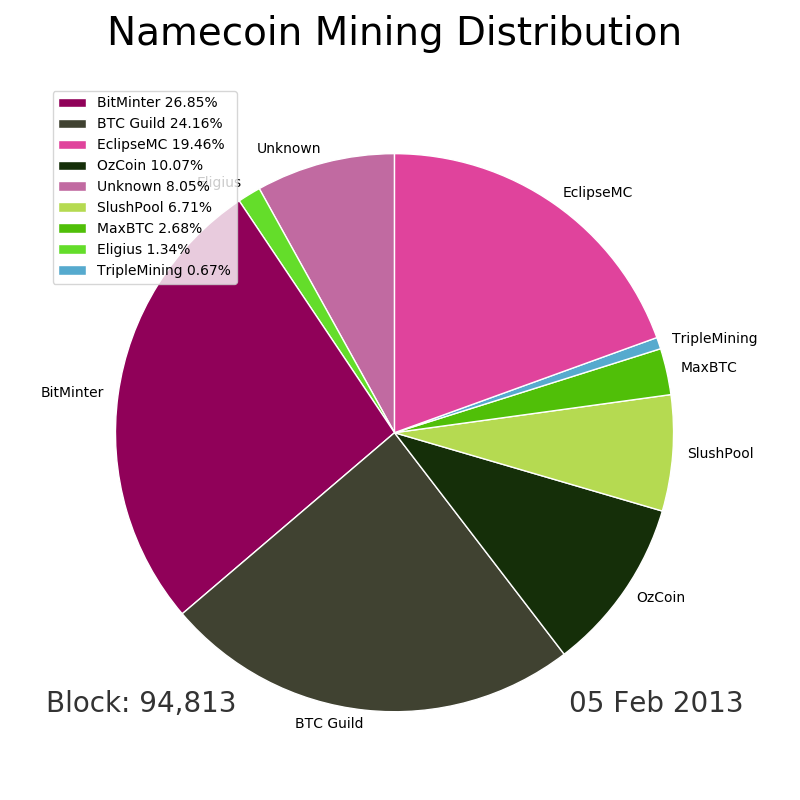 Namecoin Mining Distribution
BitMinter 26.85%
BTC Guild 24.16%
EclipseMC 19.46%
OzCoin 10.07%
Unknown 8.05%
SlushPool 6.71%
MaxBTC 2.68%
Eligius 1.34%
TripleMining 0.67%
Unknown
Eligius
EclipseMC
TripleMining
MaxBTC
BitMinter
SlushPool
OzCoin
BTC Guild
Block: 94,813
05 Feb 2013